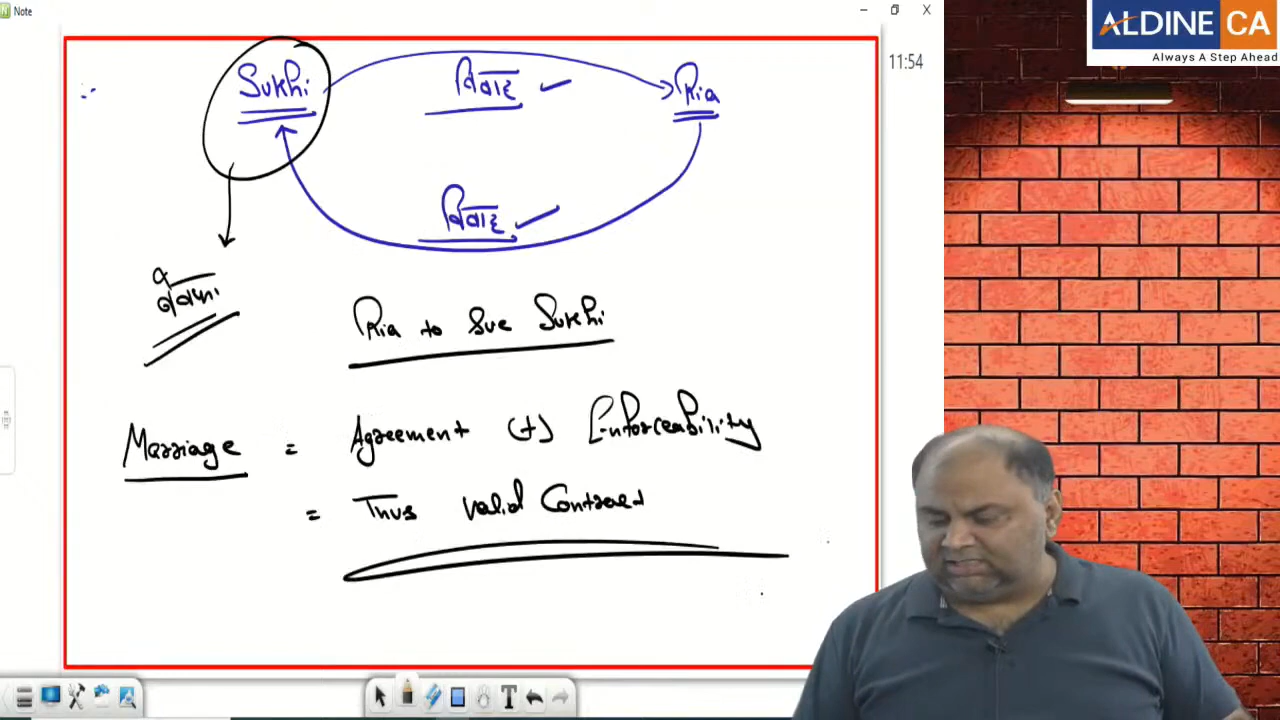 Note
ALDINE CA
Always A Step Ahead
11:54
Sukhi विवाह Ria
विवाह
Ria to Sue Sukhi
Marriage = Agreement (+) Enforceability
= Thus valid Contract
T